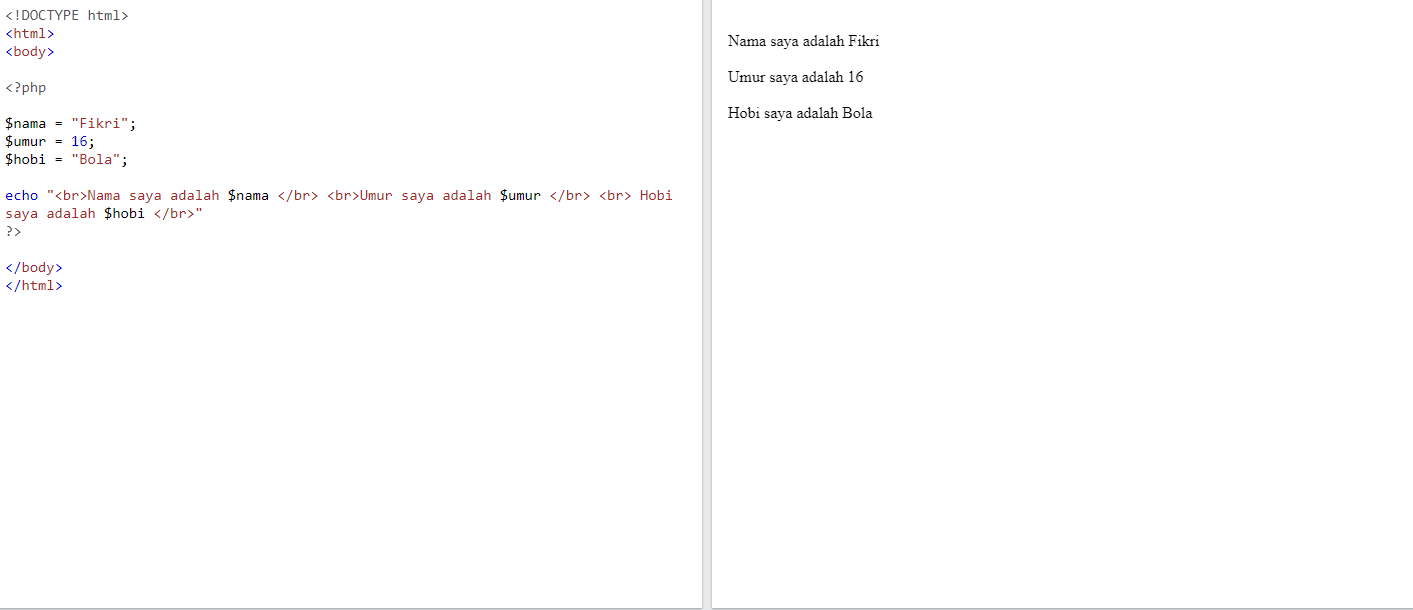 <!DOCTYPE html>
<html>
<body>
<?php
$nama = "Fikri";
$umur = 16;
$hobi = "Bola";
echo "<br>Nama saya adalah $nama </br> <br>Umur saya adalah $umur </br> <br> Hobi
saya adalah $hobi </br>"
?>
</body>
</html>
Nama saya adalah Fikri
Umur saya adalah 16
Hobi saya adalah Bola